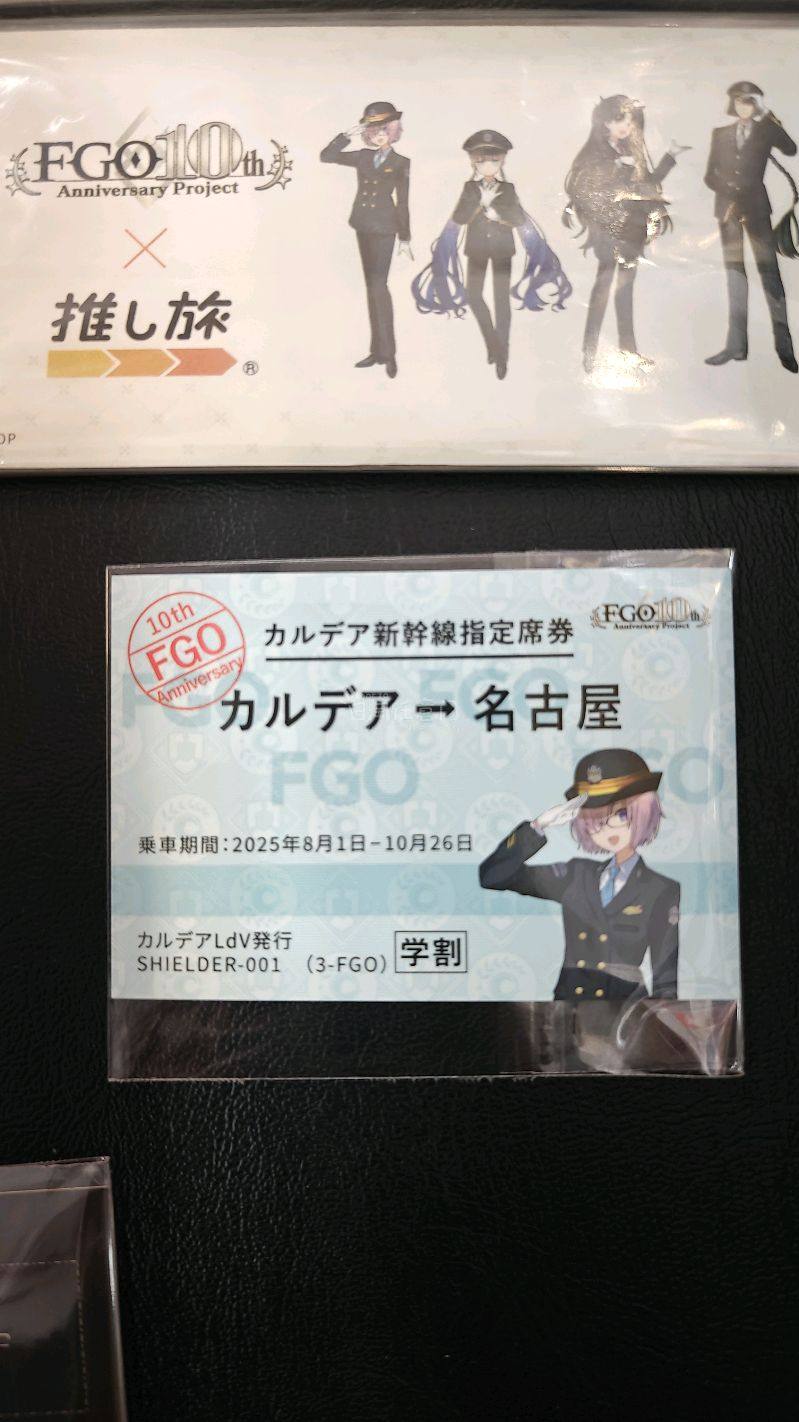 FGO 10th
Anniversary Project
×
推し旅
®
OP
10th
FGO
Anniversary
カルデア新幹線指定席券
FGO 10th
Anniversary Project
カルデア→名古屋
FGO
乗車期間：2025年8月1日−10月26日
カルデアLdV発行
SHIELDER-001 （3-FGO） 学割